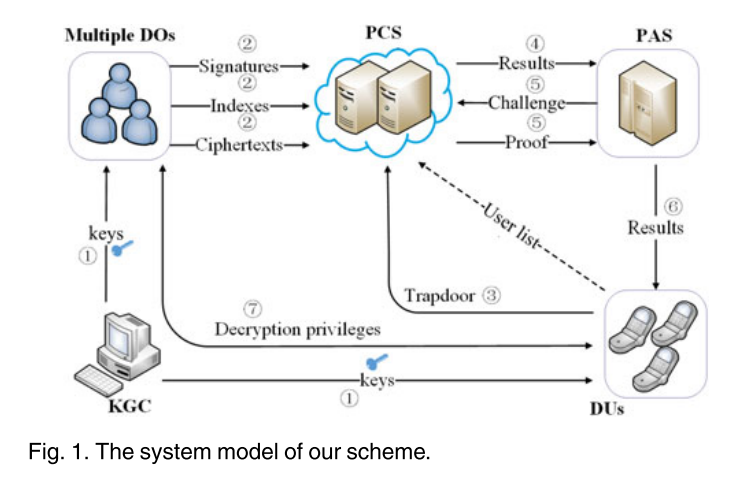 Multiple DOs
PCS
PAS
②
Signatures
②
Indexes
②
Ciphertexts
④
Results
⑤
Challenge
⑤
Proof
⑥
Results
User list
keys
①
Trapdoor ③
⑦
Decryption privileges
keys
①
KGC
DUs
Fig. 1. The system model of our scheme.